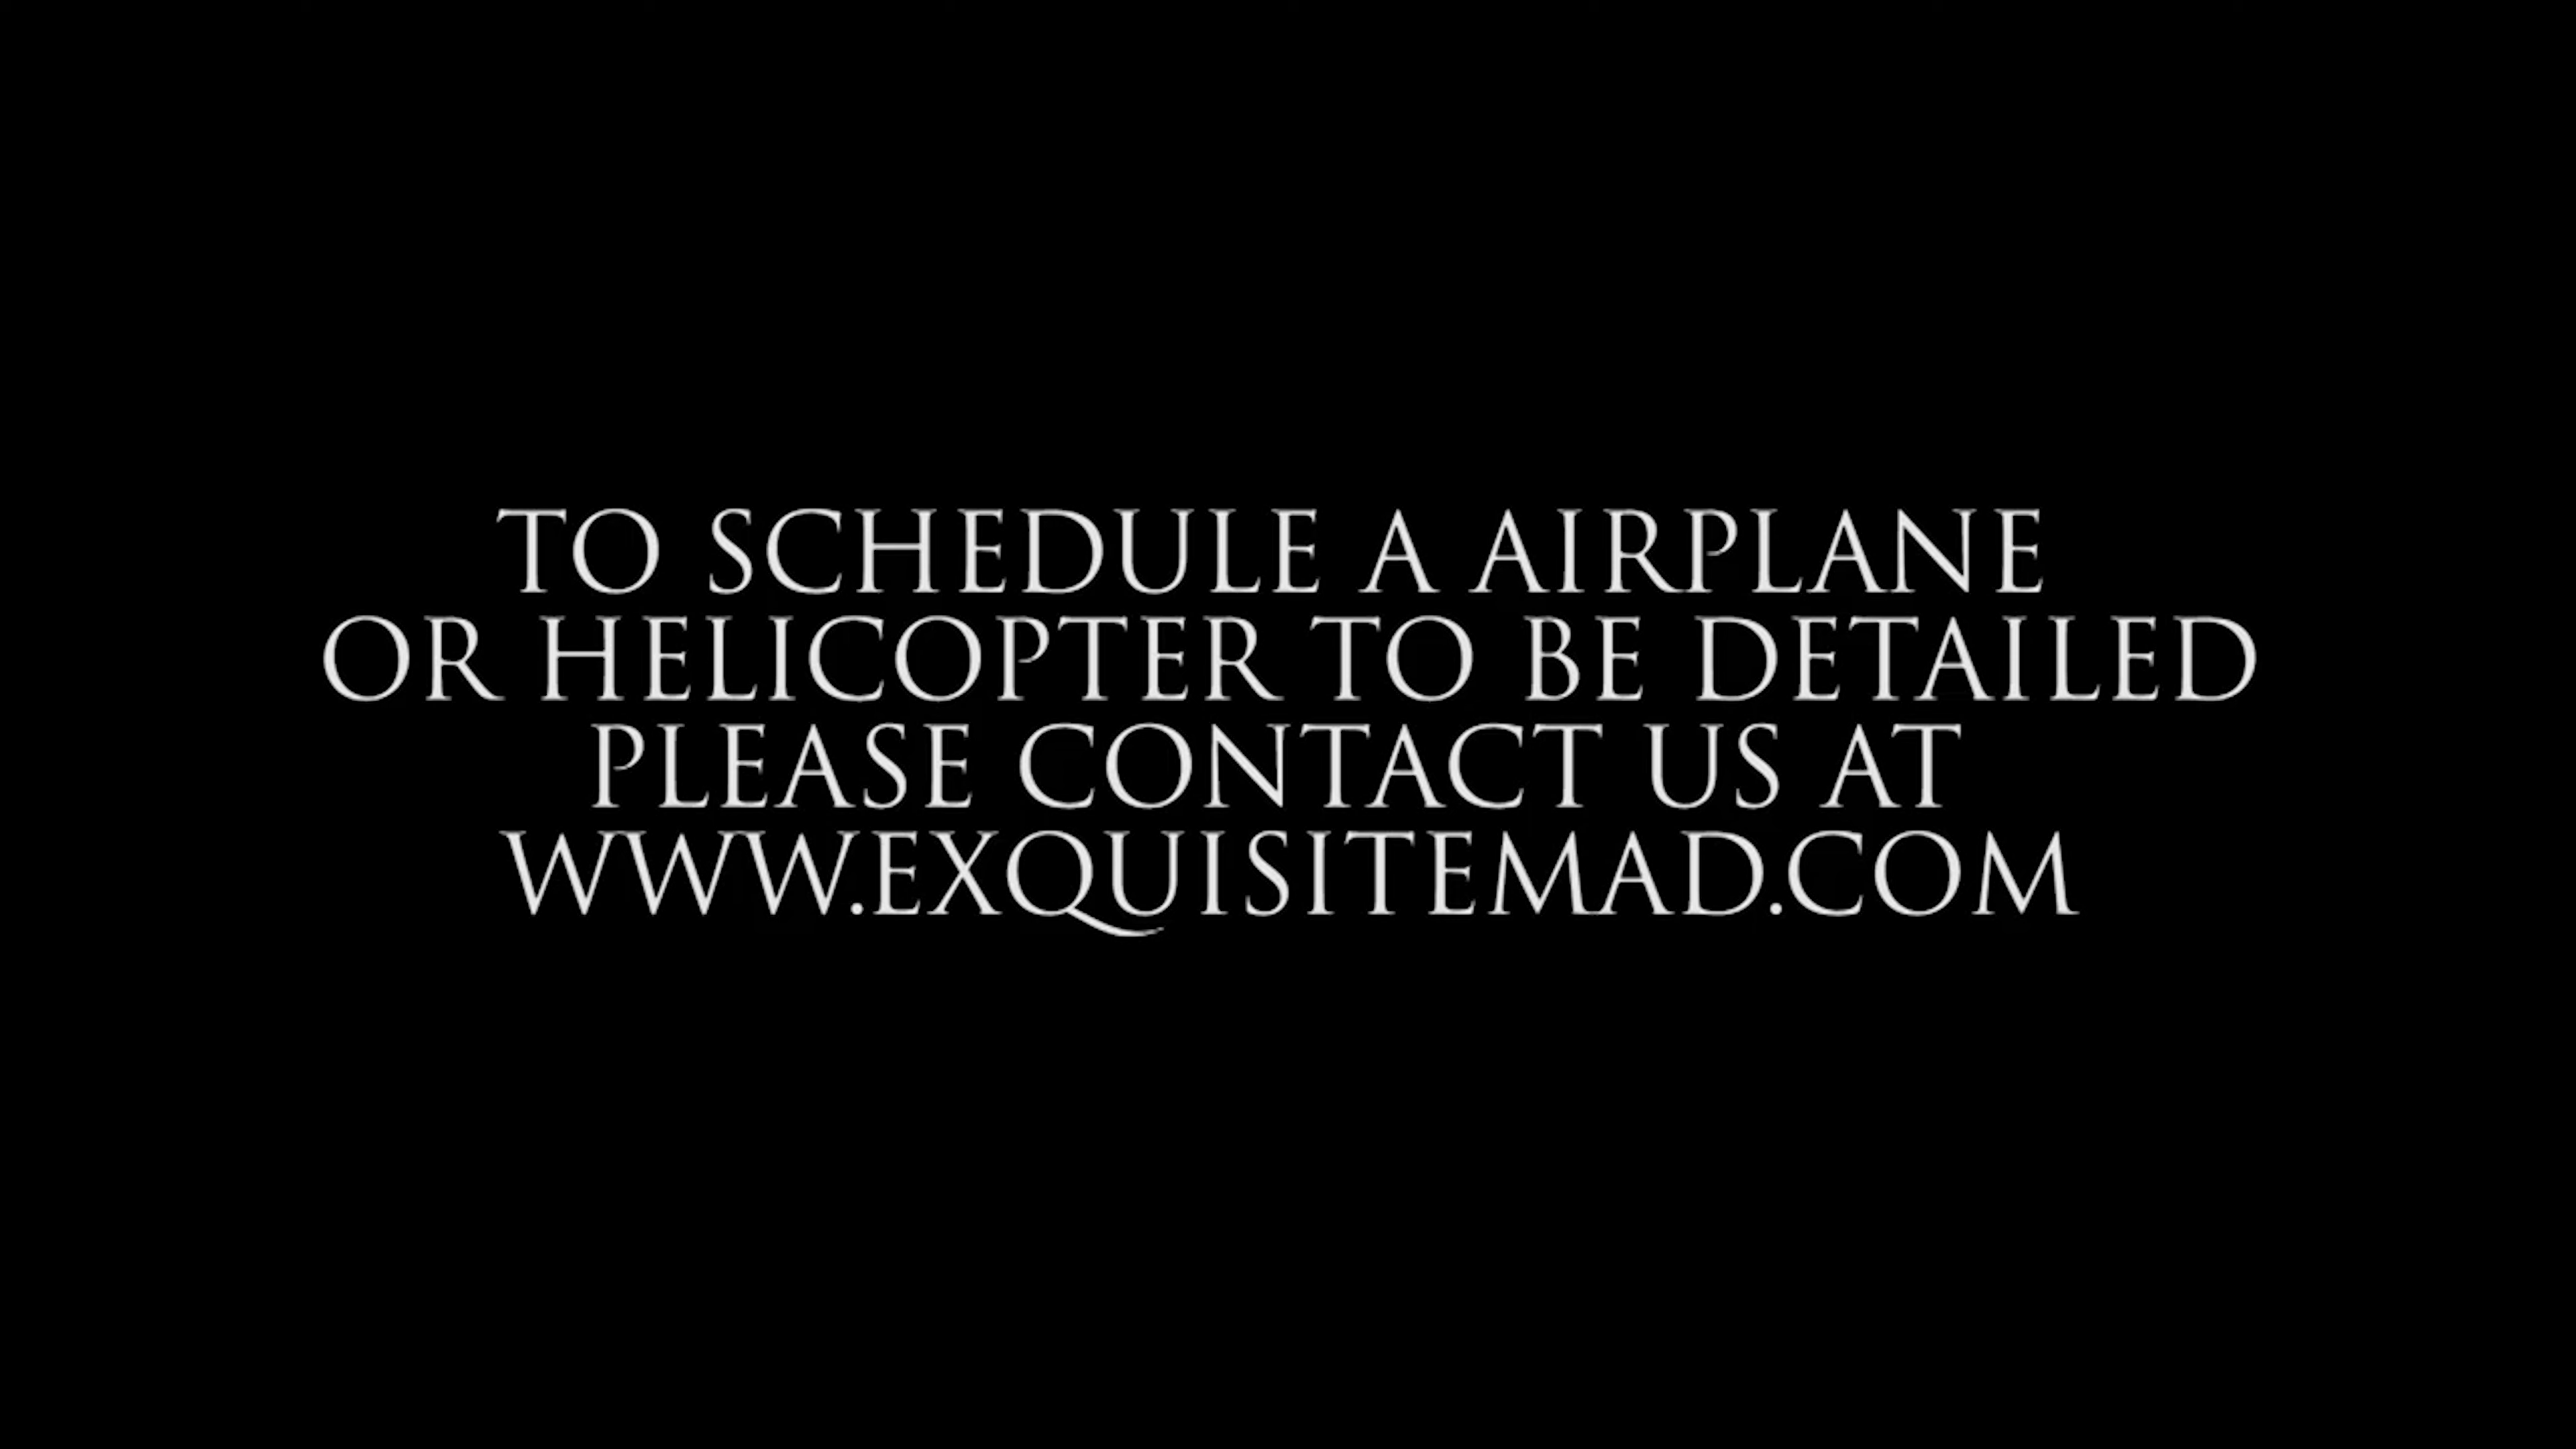 TO SCHEDULE A AIRPLANE
OR HELICOPTER TO BE DETAILED
PLEASE CONTACT US AT
WWW.EXQUISITEMAD.COM